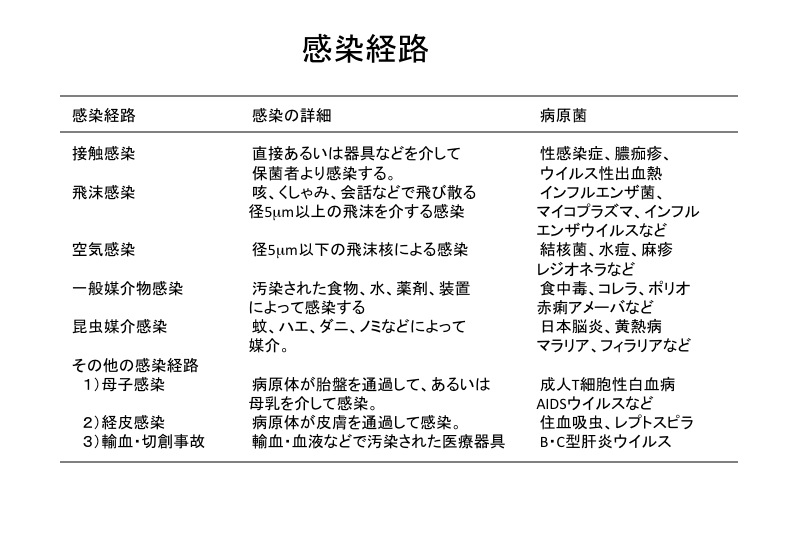 感染経路
感染経路 感染の詳細 病原菌
接触感染 直接あるいは器具などを介して 性感染症、膿痂疹、
保菌者より感染する。 ウイルス性出血熱
飛沫感染 咳、くしゃみ、会話などで飛び散る インフルエンザ菌、
径5μm以上の飛沫を介する感染 マイコプラズマ、インフル
エンザウイルスなど
空気感染 径5μm以下の飛沫核による感染 結核菌、水痘、麻疹
レジオネラなど
一般媒介物感染 汚染された食物、水、薬剤、装置 食中毒、コレラ、ポリオ
によって感染する 赤痢アメーバなど
昆虫媒介感染 蚊、ハエ、ダニ、ノミなどによって 日本脳炎、黄熱病
媒介。 マラリア、フィラリアなど
その他の感染経路
1）母子感染 病原体が胎盤を通過して、あるいは 成人T細胞性白血病
母乳を介して感染。 AIDSウイルスなど
2）経皮感染 病原体が皮膚を通過して感染。 住血吸虫、レプトスピラ
3）輸血・切創事故 輸血・血液などで汚染された医療器具 B・C型肝炎ウイルス